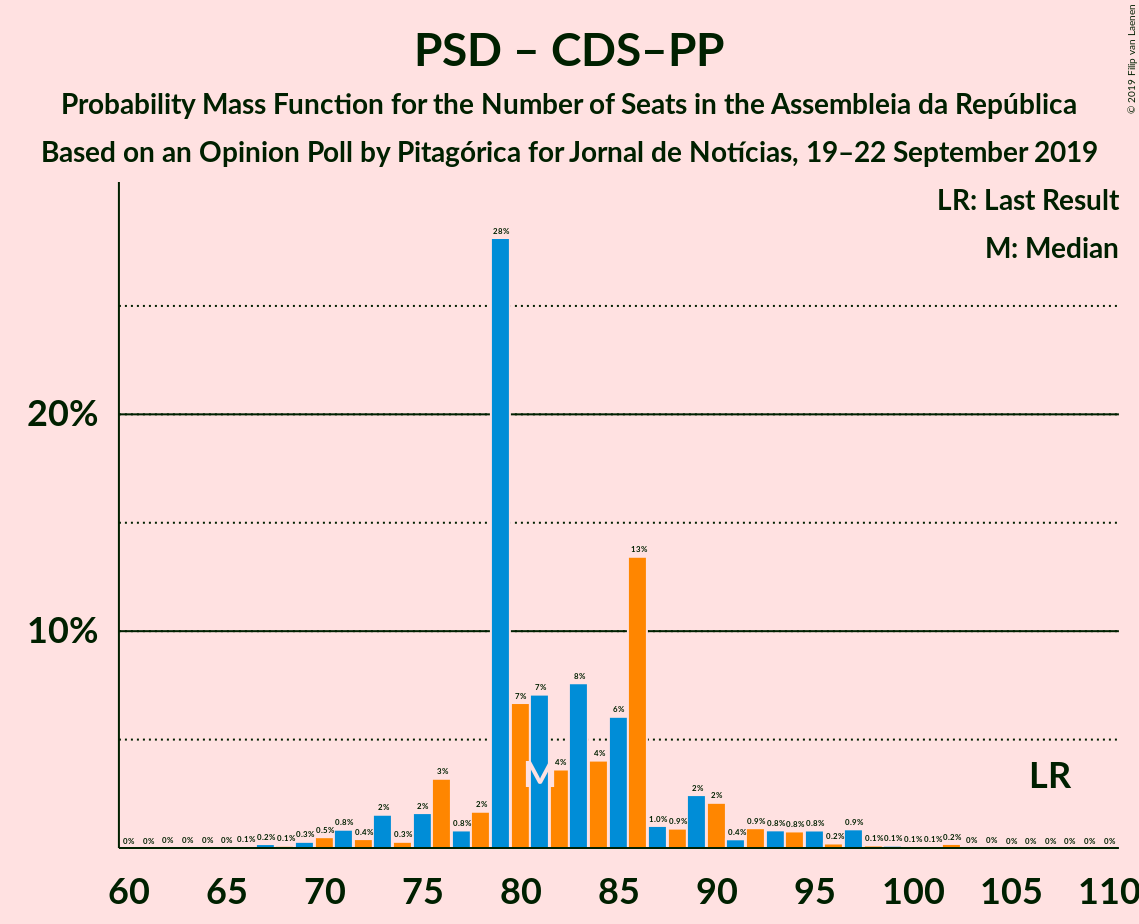 PSD – CDS–PP
Probability Mass Function for the Number of Seats in the Assembleia da República
Based on an Opinion Poll by Pitagórica for Jornal de Notícias, 19–22 September 2019
© 2019 Filip van Laenen
LR: Last Result
M: Median
20%
10%
0% 0% 0% 0% 0% 0% 0.1% 0.2% 0.1% 0.3% 0.5% 0.8% 0.4% 2% 0.3% 2% 3% 0.8% 2% 28% 7% 7% 4% 8% 4% 6% 13% 1.0% 0.9% 2% 2% 0.4% 0.9% 0.8% 0.8% 0.8% 0.2% 0.9% 0.1% 0.1% 0.1% 0.1% 0.2% 0% 0% 0% 0% 0% 0% 0% 0%
M
LR
60 65 70 75 80 85 90 95 100 105 110